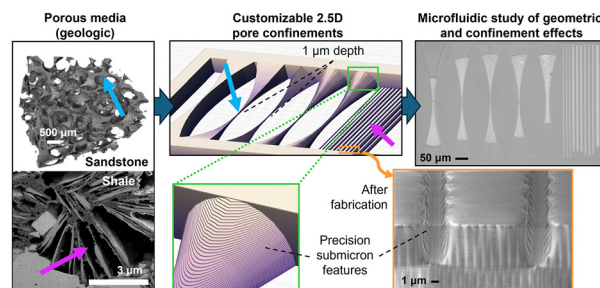 Porous media
(geologic)
Customizable 2.5D
pore confinements
Microfluidic study of geometric
and confinement effects
500 µm
Sandstone
Shale
3 µm
1 µm depth
50 µm
After
fabrication
Precision
submicron
features
1 µm